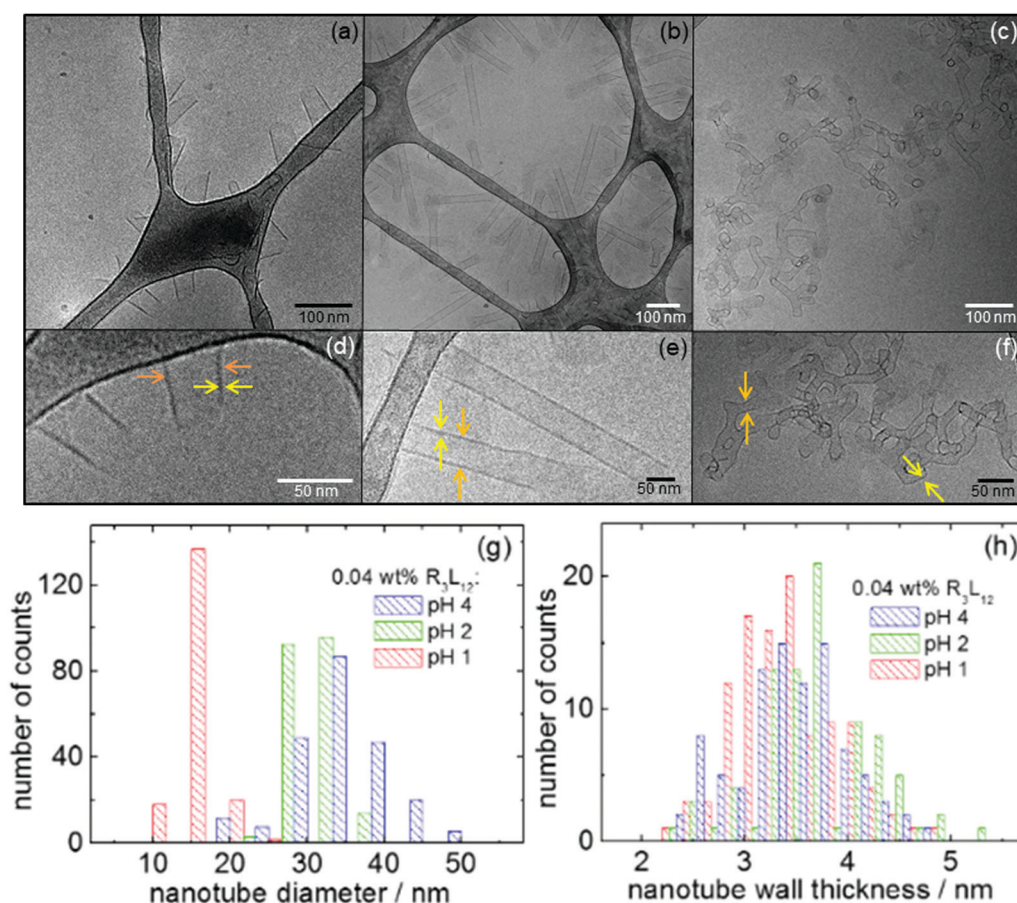 (a)
(b)
(c)
100 nm
100 nm
100 nm
(d)
(e)
(f)
50 nm
50 nm
50 nm
(g)
0.04 wt% R₃L₁₂:
pH 4
pH 2
pH 1
number of counts
120
80
40
0
10 20 30 40 50
nanotube diameter / nm
(h)
0.04 wt% R₃L₁₂
pH 4
pH 2
pH 1
number of counts
20
10
0
2 3 4 5
nanotube wall thickness / nm